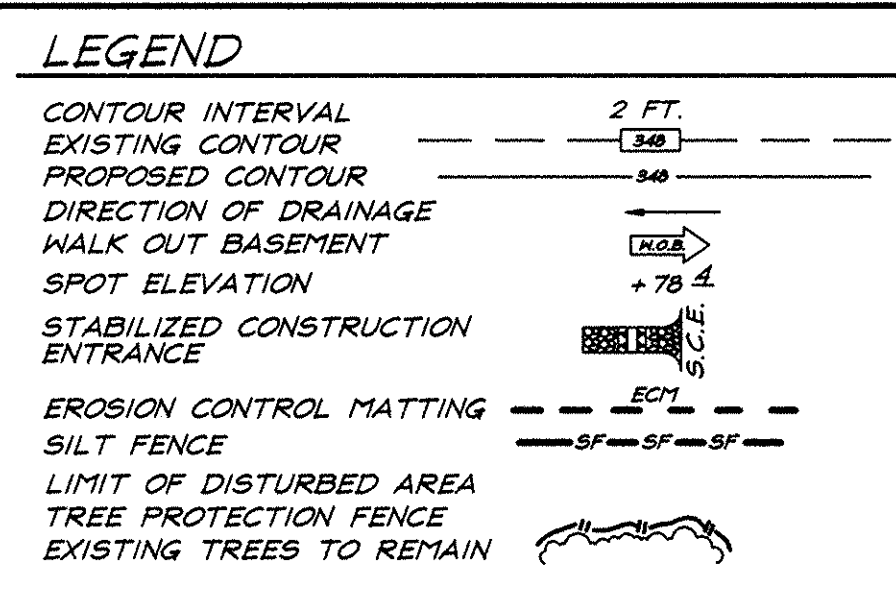 LEGEND
CONTOUR INTERVAL 2 FT.
EXISTING CONTOUR 348
PROPOSED CONTOUR 348
DIRECTION OF DRAINAGE
WALK OUT BASEMENT W.O.B.
SPOT ELEVATION + 78 4
STABILIZED CONSTRUCTION
ENTRANCE
S.C.E.
EROSION CONTROL MATTING ECM
SILT FENCE SF SF SF
LIMIT OF DISTURBED AREA
TREE PROTECTION FENCE
EXISTING TREES TO REMAIN